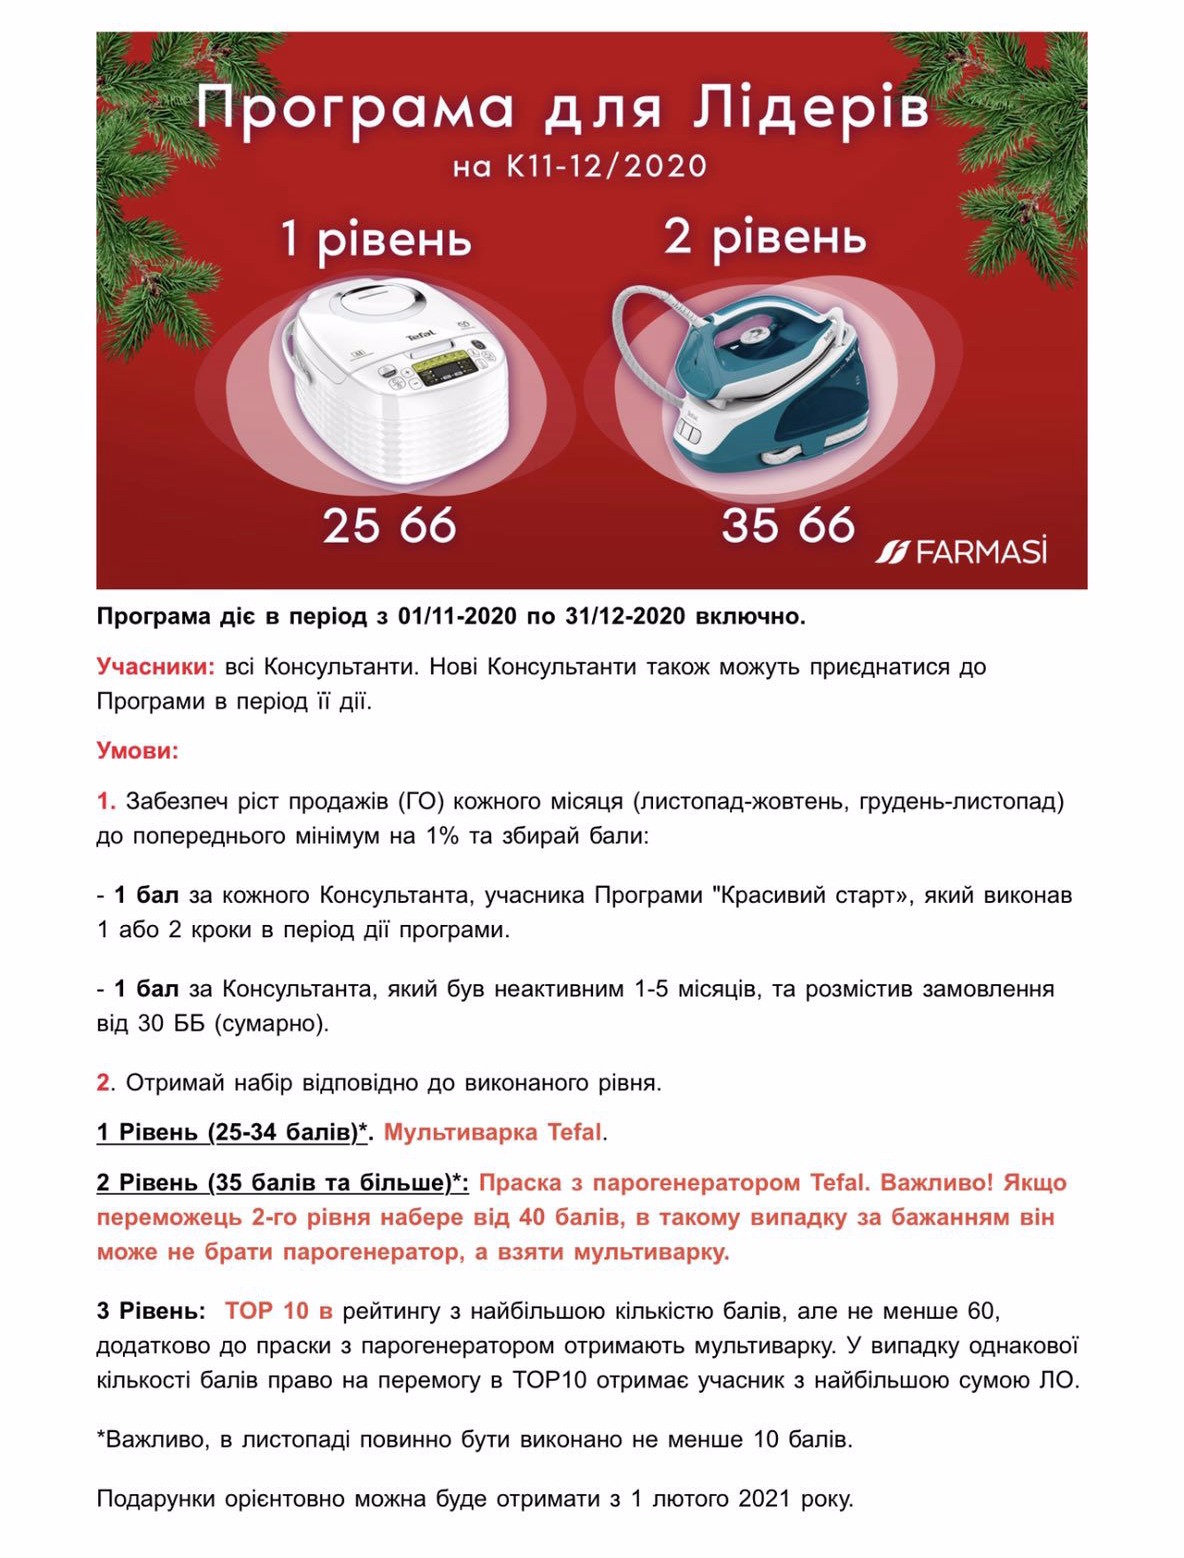 Програма для Лідерів
на К11-12/2020
1 рівень
2 рівень
Tefal
25 бб
35 бб
FARMASİ
Програма діє в період з 01/11-2020 по 31/12-2020 включно.
Учасники: всі Консультанти. Нові Консультанти також можуть приєднатися до
Програми в період її дії.
Умови:
1. Забезпеч ріст продажів (ГО) кожного місяця (листопад-жовтень, грудень-листопад)
до попереднього мінімум на 1% та збирай бали:
- 1 бал за кожного Консультанта, учасника Програми "Красивий старт», який виконав
1 або 2 кроки в період дії програми.
- 1 бал за Консультанта, який був неактивним 1-5 місяців, та розмістив замовлення
від 30 ББ (сумарно).
2. Отримай набір відповідно до виконаного рівня.
1 Рівень (25-34 балів)*. Мультиварка Tefal.
2 Рівень (35 балів та більше)*: Праска з парогенератором Tefal. Важливо! Якщо
переможець 2-го рівня набере від 40 балів, в такому випадку за бажанням він
може не брати парогенератор, а взяти мультиварку.
3 Рівень: TOP 10 в рейтингу з найбільшою кількістю балів, але не менше 60,
додатково до праски з парогенератором отримають мультиварку. У випадку однакової
кількості балів право на перемогу в ТОР10 отримає учасник з найбільшою сумою ЛО.
*Важливо, в листопаді повинно бути виконано не менше 10 балів.
Подарунки орієнтовно можна буде отримати з 1 лютого 2021 року.